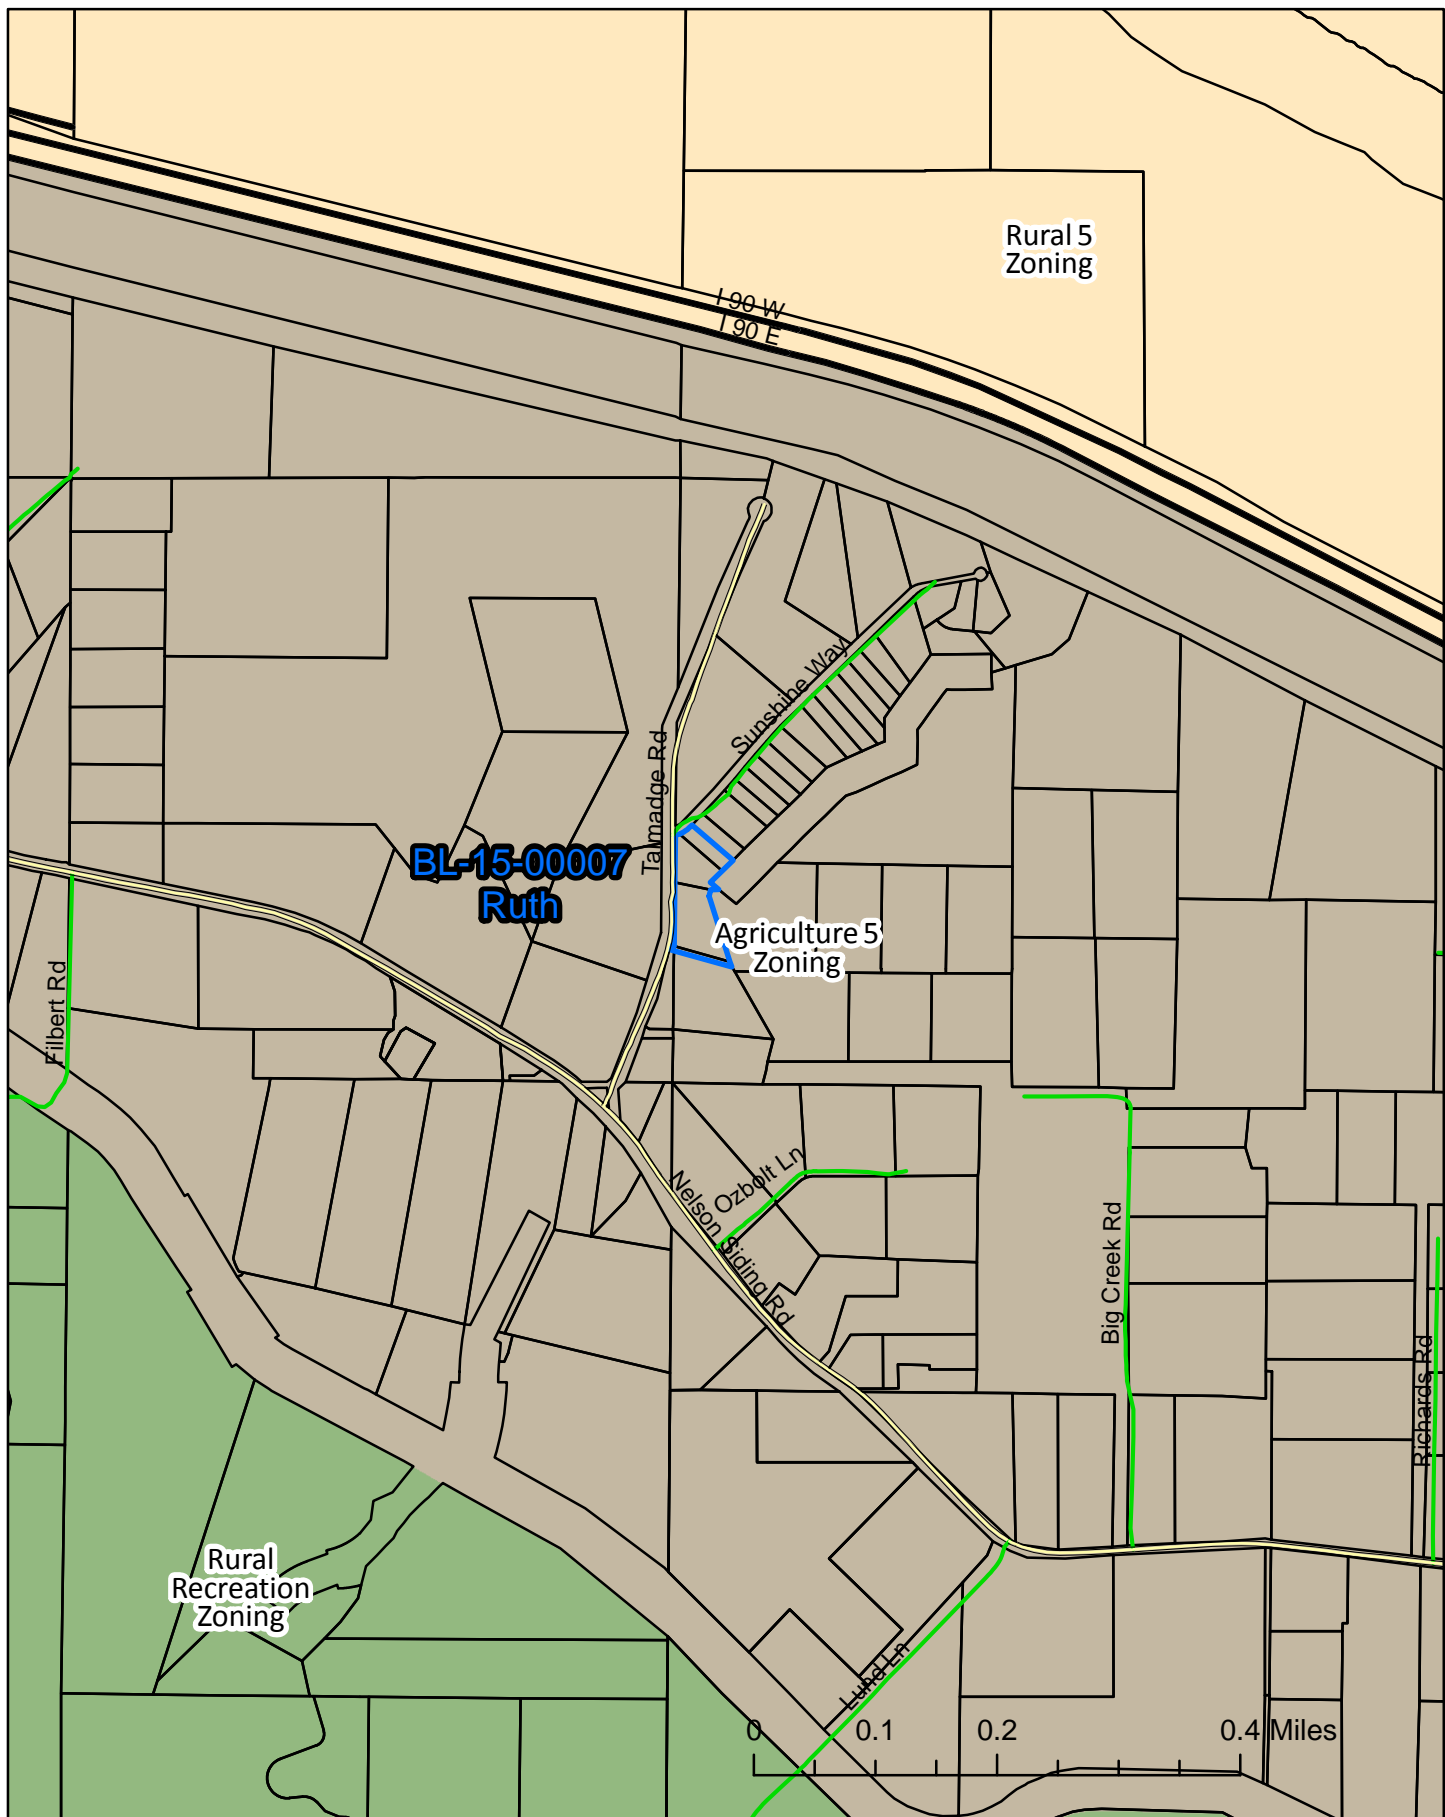 Rural 5
Zoning
I 90 W
I 90 E
Sunshine Way
Talmadge Rd
BL-15-00007
Ruth
Agriculture 5
Zoning
Filbert Rd
Ozbolt Ln
Nelson Siding Rd
Big Creek Rd
Richards Rd
Rural
Recreation
Zoning
Lund Ln
0 0.1 0.2 0.4 Miles